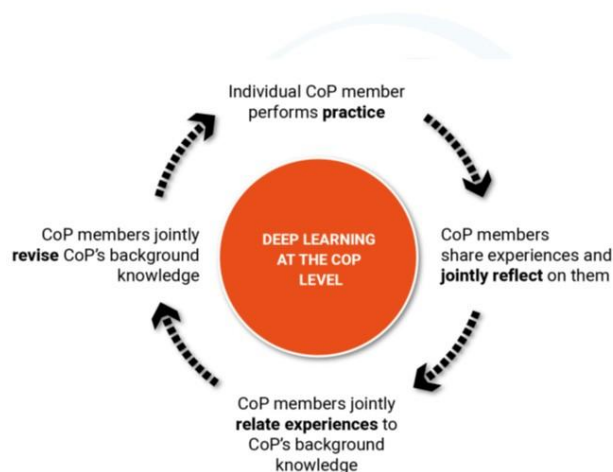 Individual CoP member
performs practice
CoP members
share experiences and
jointly reflect on them
CoP members jointly
relate experiences to
CoP's background
knowledge
CoP members jointly
revise CoP's background
knowledge
DEEP LEARNING
AT THE COP
LEVEL